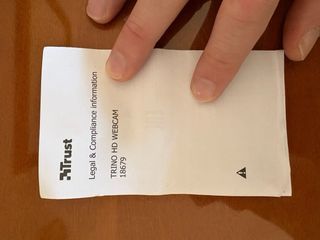 Trust
Legal & Compliance information
TRINO HD WEBCAM
18679